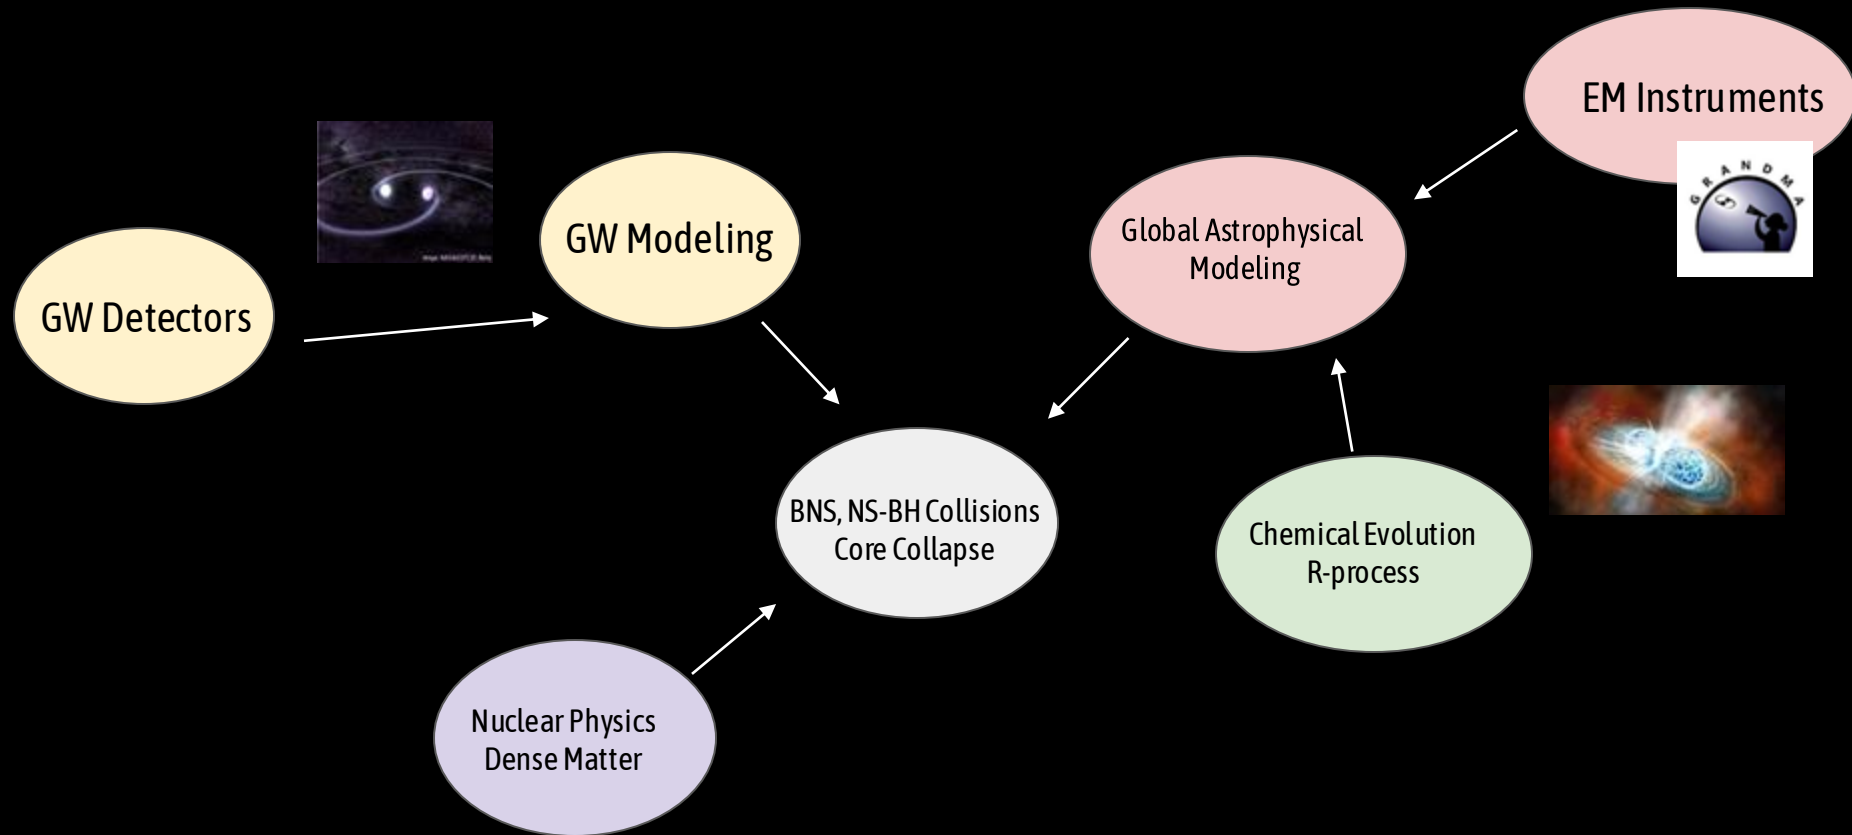 EM Instruments
GRANDMA
GW Modeling
Global Astrophysical
Modeling
GW Detectors
BNS, NS-BH Collisions
Core Collapse
Chemical Evolution
R-process
Nuclear Physics
Dense Matter